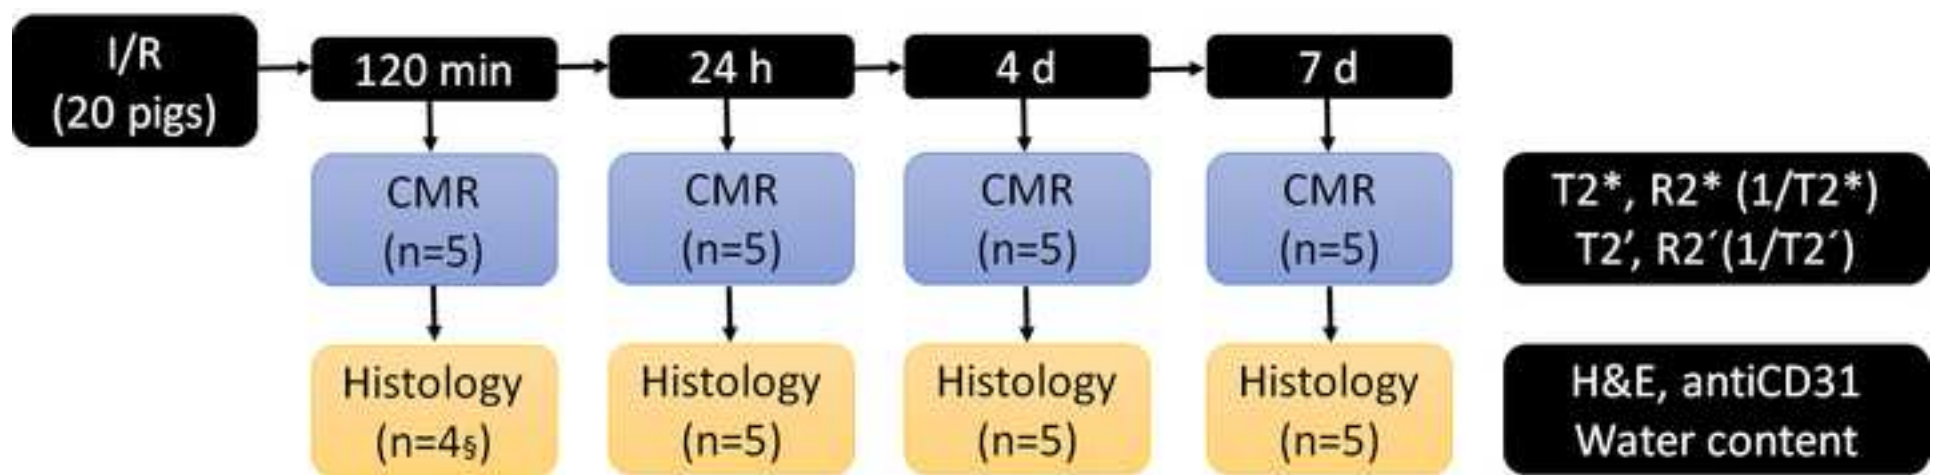 I/R
(20 pigs)
120 min
24 h
4 d
7 d
CMR
(n=5)
CMR
(n=5)
CMR
(n=5)
CMR
(n=5)
T2*, R2* (1/T2*)
T2’, R2´(1/T2´)
Histology
(n=4§)
Histology
(n=5)
Histology
(n=5)
Histology
(n=5)
H&E, antiCD31
Water content